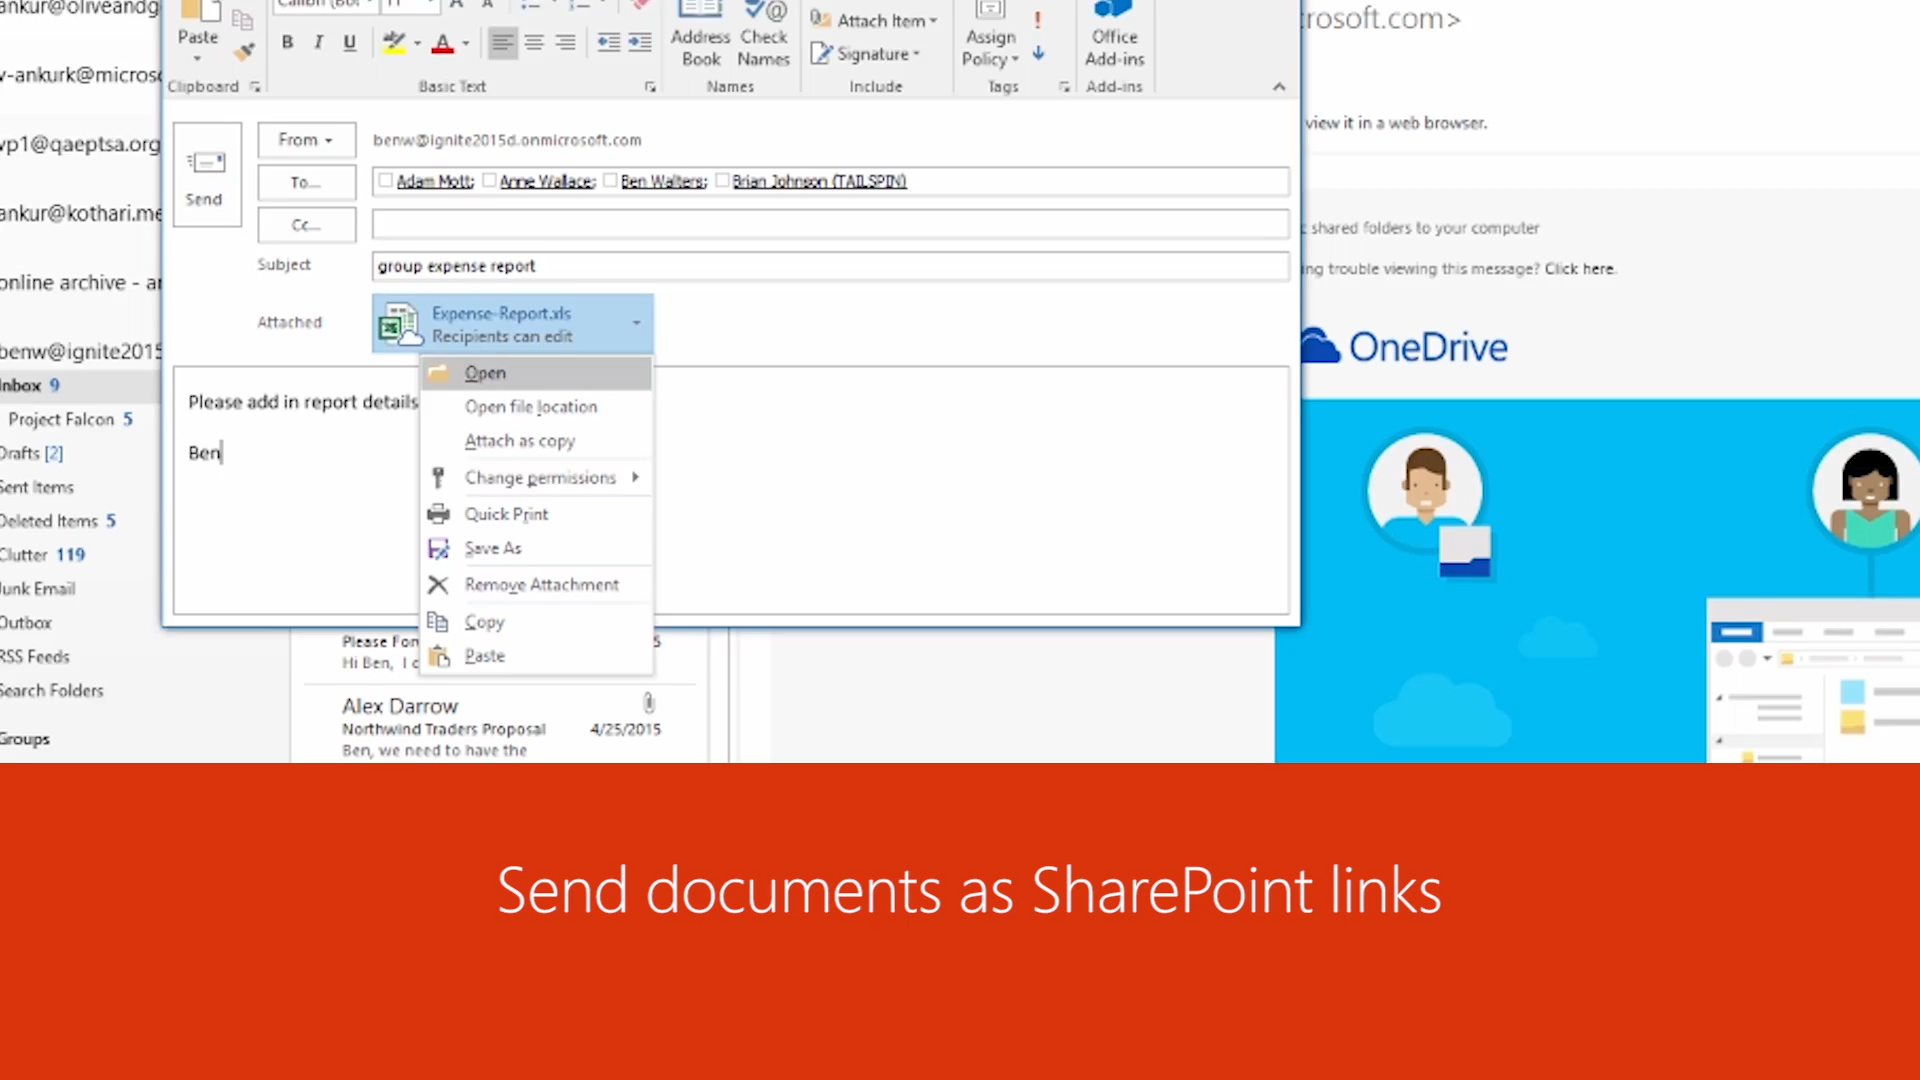 Paste
Clipboard
B I U
A
Basic Text
Address
Book
Check
Names
Names
Attach Item
Signature
Include
Assign
Policy
Tags
Office
Add-ins
Add-ins
rosoft.com>
view it in a web browser.
Send
From
benw@ignite2015d.onmicrosoft.com
To...
Adam Mott; Anne Wallace; Ben Walters; Brian Johnson (TAILSPIN)
Cc...
Subject
group expense report
Attached
Expense-Report.xls
Recipients can edit
Please add in report details
Ben
Open
Open file location
Attach as copy
Change permissions
Quick Print
Save As
Remove Attachment
Copy
Paste
v-ankurk@microso
vp1@qaeptsa.org
ankur@kothari.me
online archive - a
benw@ignite2015
Inbox 9
Project Falcon 5
Drafts [2]
Sent Items
Deleted Items 5
Clutter 119
Junk Email
Outbox
RSS Feeds
Search Folders
Groups
Please For
Hi Ben, I c
5
Alex Darrow
Northwind Traders Proposal 4/25/2015
Ben, we need to have the
shared folders to your computer
ng trouble viewing this message? Click here.
OneDrive
Send documents as SharePoint links